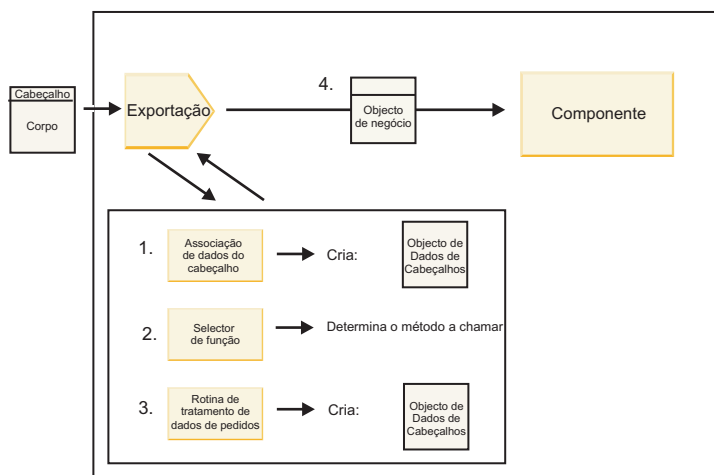 Cabeçalho
Corpo
Exportação
4.
Objecto
de negócio
Componente
1.
Associação
de dados do
cabeçalho
Cria:
Objecto de
Dados de
Cabeçalhos
2.
Selector
de função
Determina o método a chamar
3.
Rotina de
tratamento de
dados de pedidos
Cria:
Objecto de
Dados de
Cabeçalhos